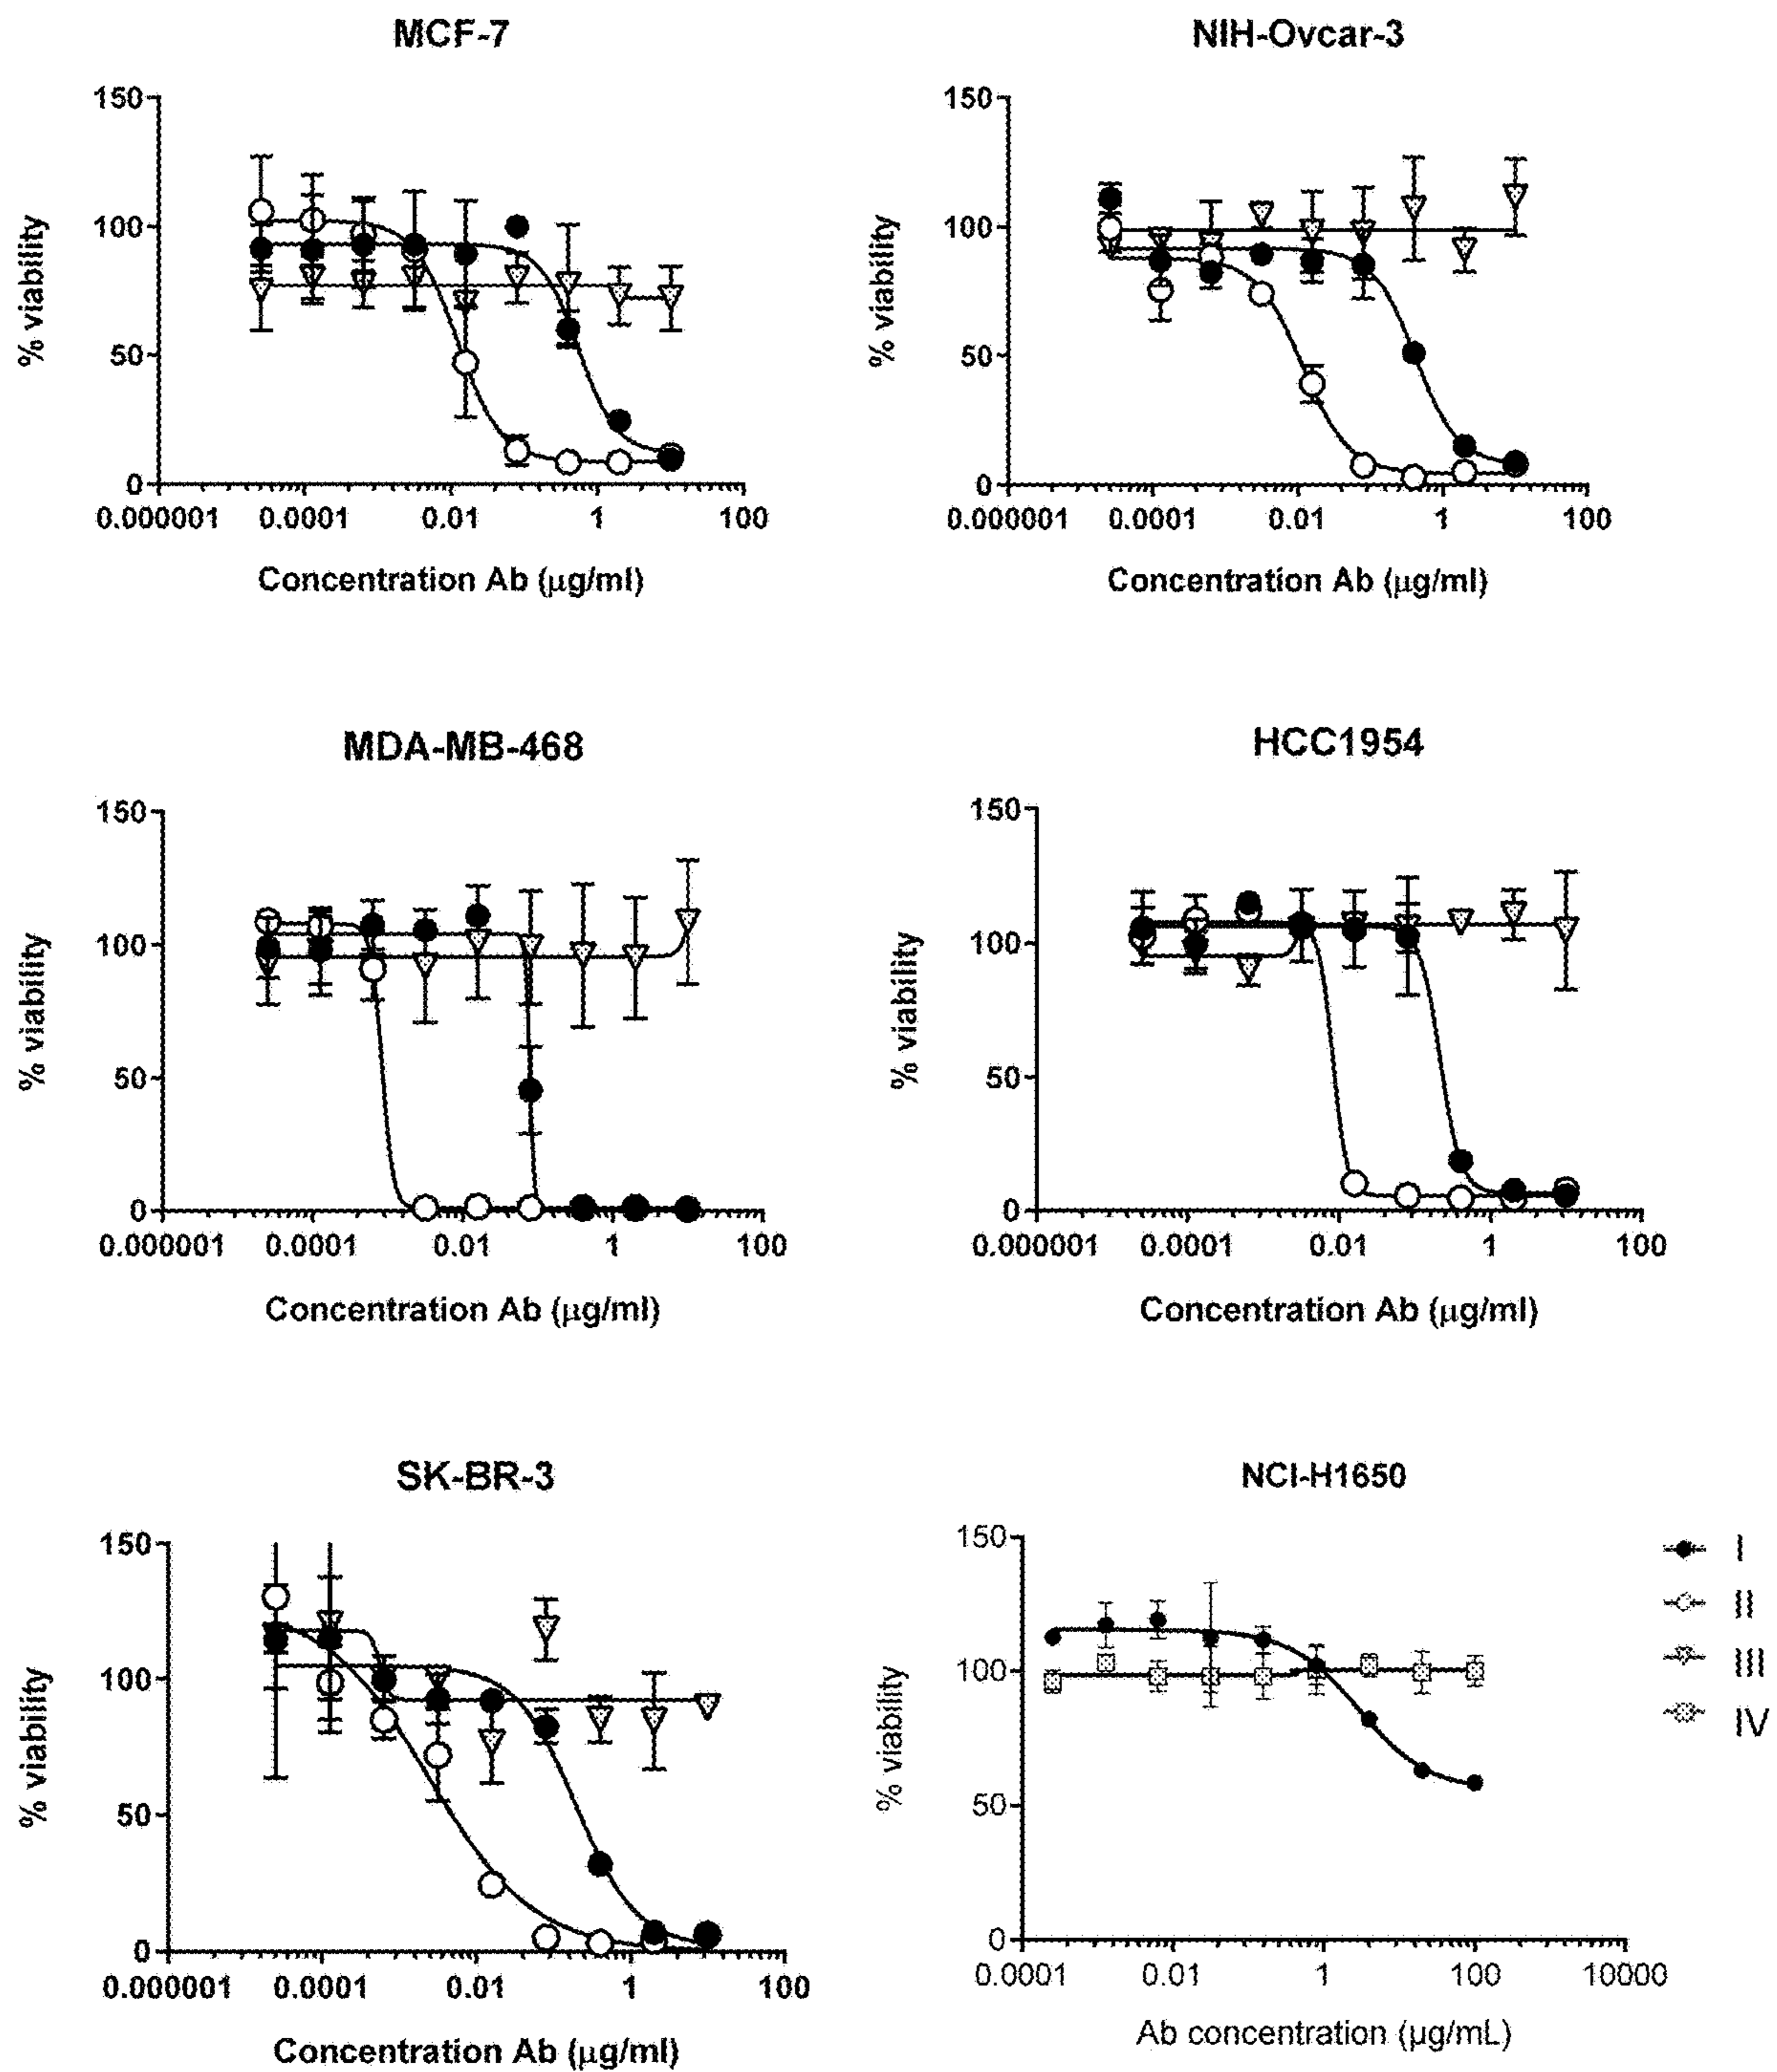 MCF-7
NIH-Ovcar-3
150
100
50
0
% viability
0.000001 0.0001 0.01 1 100
Concentration Ab (μg/ml)
150
100
50
0
% viability
0.000001 0.0001 0.01 1 100
Concentration Ab (μg/ml)
MDA-MB-468
HCC1954
150
100
50
0
% viability
0.000001 0.0001 0.01 1 100
Concentration Ab (μg/ml)
150
100
50
0
% viability
0.000001 0.0001 0.01 1 100
Concentration Ab (μg/ml)
SK-BR-3
NCI-H1650
150
100
50
0
% viability
0.000001 0.0001 0.01 1 100
Concentration Ab (μg/ml)
150
100
50
0
% viability
0.0001 0.01 1 100 10000
Ab concentration (μg/mL)
I
II
III
IV